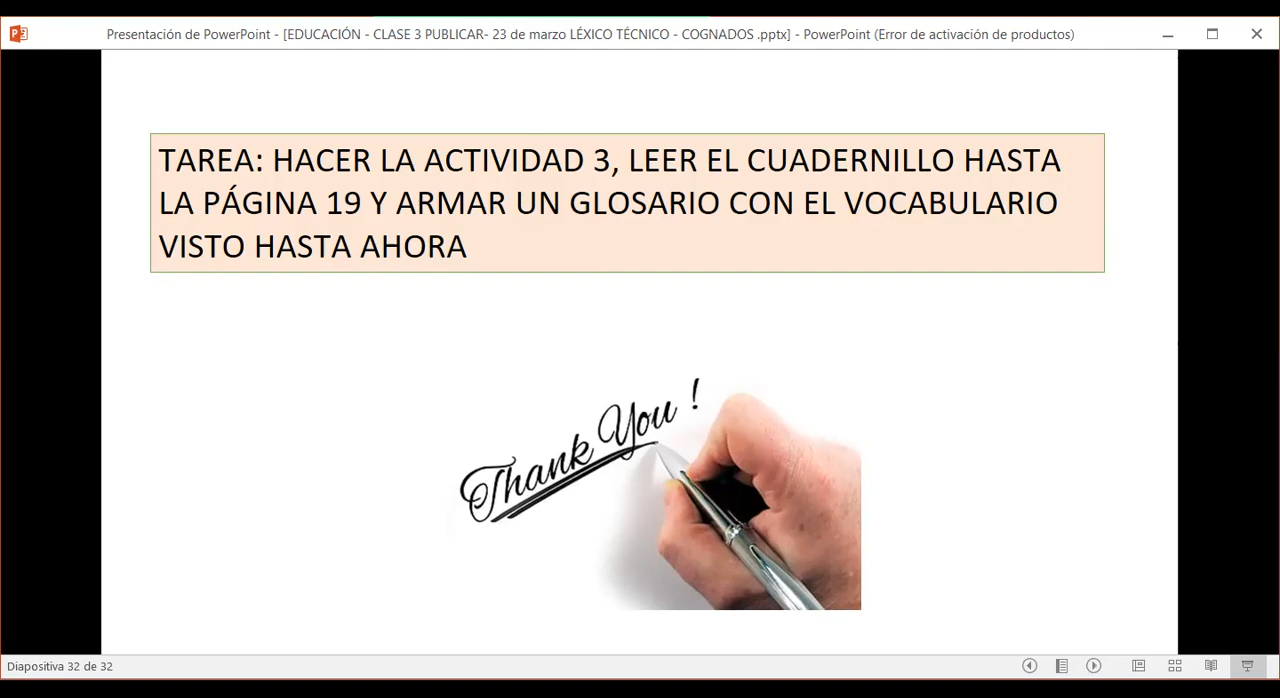 Presentación de PowerPoint - [EDUCACIÓN - CLASE 3 PUBLICAR- 23 de marzo LÉXICO TÉCNICO - COGNADOS .pptx] - PowerPoint (Error de activación de productos)
TAREA: HACER LA ACTIVIDAD 3, LEER EL CUADERNILLO HASTA
LA PÁGINA 19 Y ARMAR UN GLOSARIO CON EL VOCABULARIO
VISTO HASTA AHORA
Thank You !
Diapositiva 32 de 32